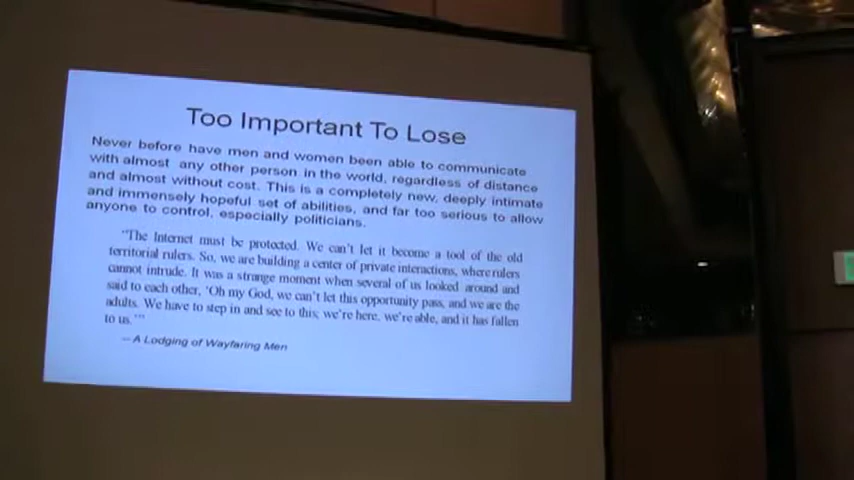 Too Important To Lose
Never before have men and women been able to communicate
with almost any other person in the world, regardless of distance
and almost without cost. This is a completely new, deeply intimate
and immensely hopeful set of abilities, and far too serious to allow
anyone to control, especially politicians.
"The Internet must be protected. We can't let it become a tool of the old
territorial rulers. So, we are building a center of private interactions, where rulers
cannot intrude. It was a strange moment when several of us looked around and
said to each other, 'Oh my God, we can't let this opportunity pass, and we are the
adults. We have to step in and see to this; we're here, we're able, and it has fallen
to us.'"
– A Lodging of Wayfaring Men